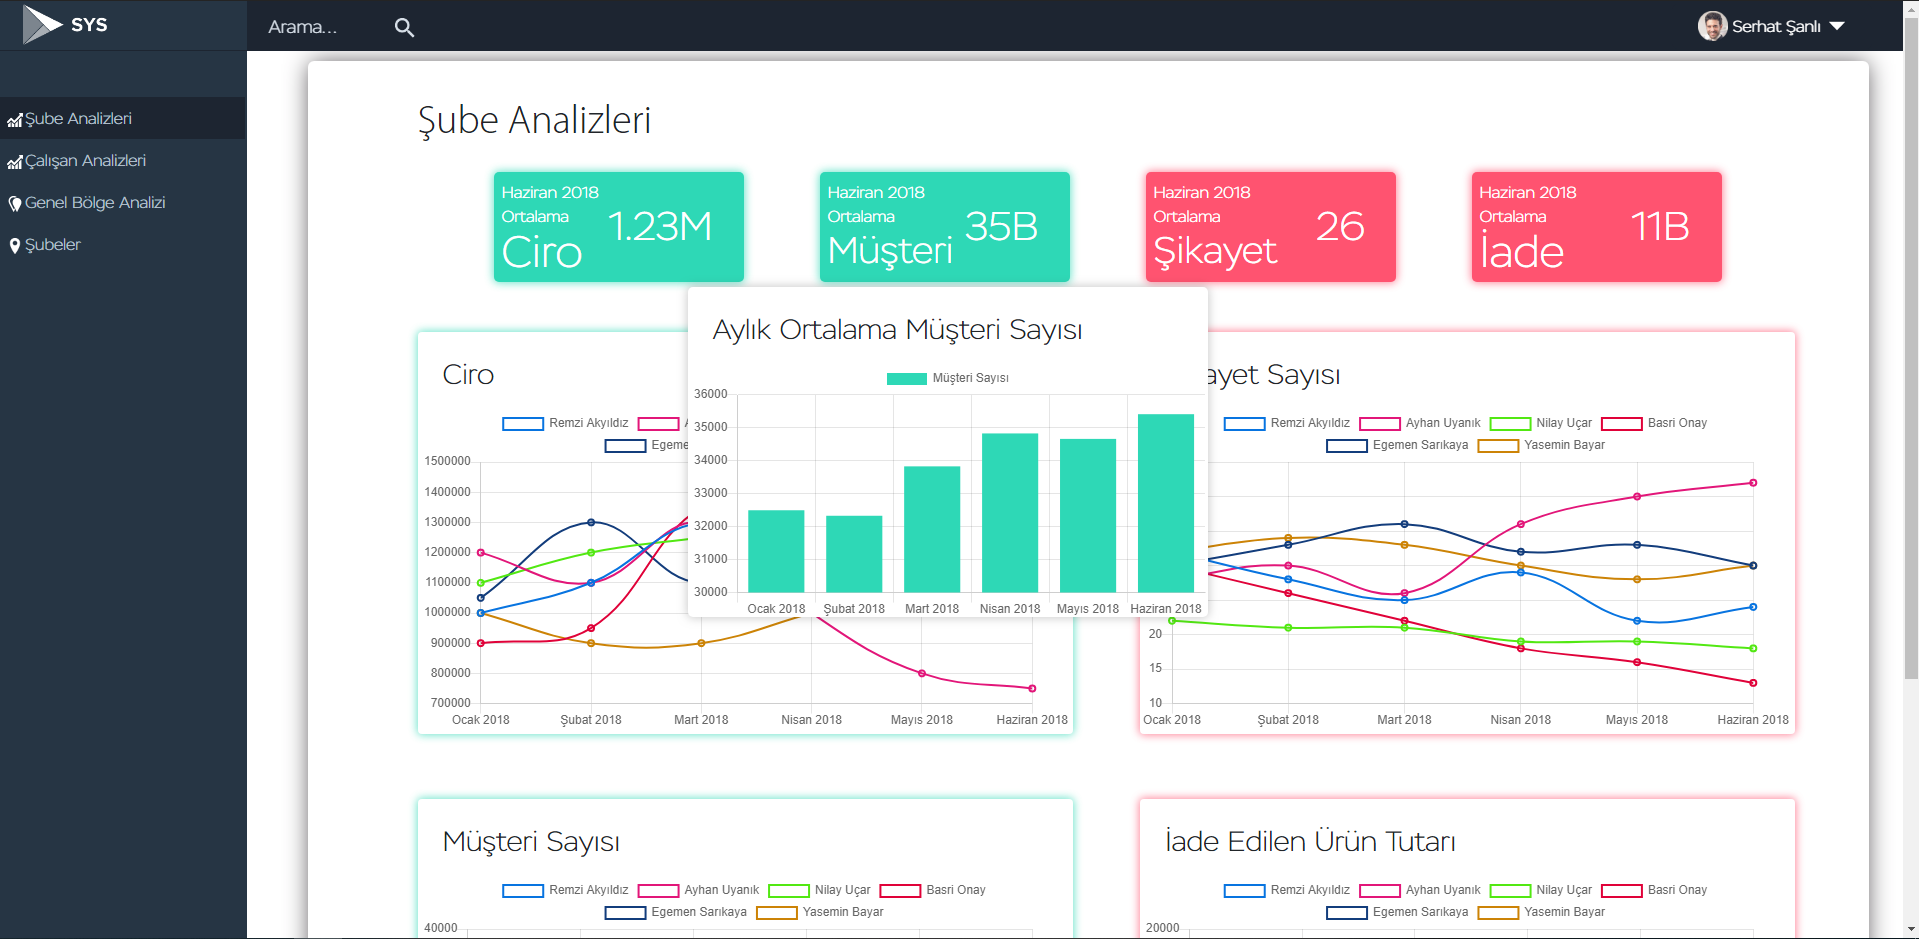 SYS
Arama...
Serhat Şanlı
Şube Analizleri
Çalışan Analizleri
Genel Bölge Analizi
Şubeler
Şube Analizleri
Haziran 2018
Ortalama
Ciro
1.23M
Haziran 2018
Ortalama
Müşteri
35B
Haziran 2018
Ortalama
Şikayet
26
Haziran 2018
Ortalama
İade
11B
Aylık Ortalama Müşteri Sayısı
Müşteri Sayısı
36000
35000
34000
33000
32000
31000
30000
Ocak 2018 Şubat 2018 Mart 2018 Nisan 2018 Mayıs 2018 Haziran 2018
Ciro
Remzi Akyıldız
Egeme
1500000
1400000
1300000
1200000
1100000
1000000
900000
800000
700000
Ocak 2018 Şubat 2018 Mart 2018 Nisan 2018 Mayıs 2018 Haziran 2018
ayet Sayısı
Remzi Akyıldız Ayhan Uyanık Nilay Uçar Basri Onay
Egemen Sarıkaya Yasemin Bayar
20
15
10
Ocak 2018 Şubat 2018 Mart 2018 Nisan 2018 Mayıs 2018 Haziran 2018
Müşteri Sayısı
Remzi Akyıldız Ayhan Uyanık Nilay Uçar Basri Onay
Egemen Sarıkaya Yasemin Bayar
40000
İade Edilen Ürün Tutarı
Remzi Akyıldız Ayhan Uyanık Nilay Uçar Basri Onay
Egemen Sarıkaya Yasemin Bayar
20000